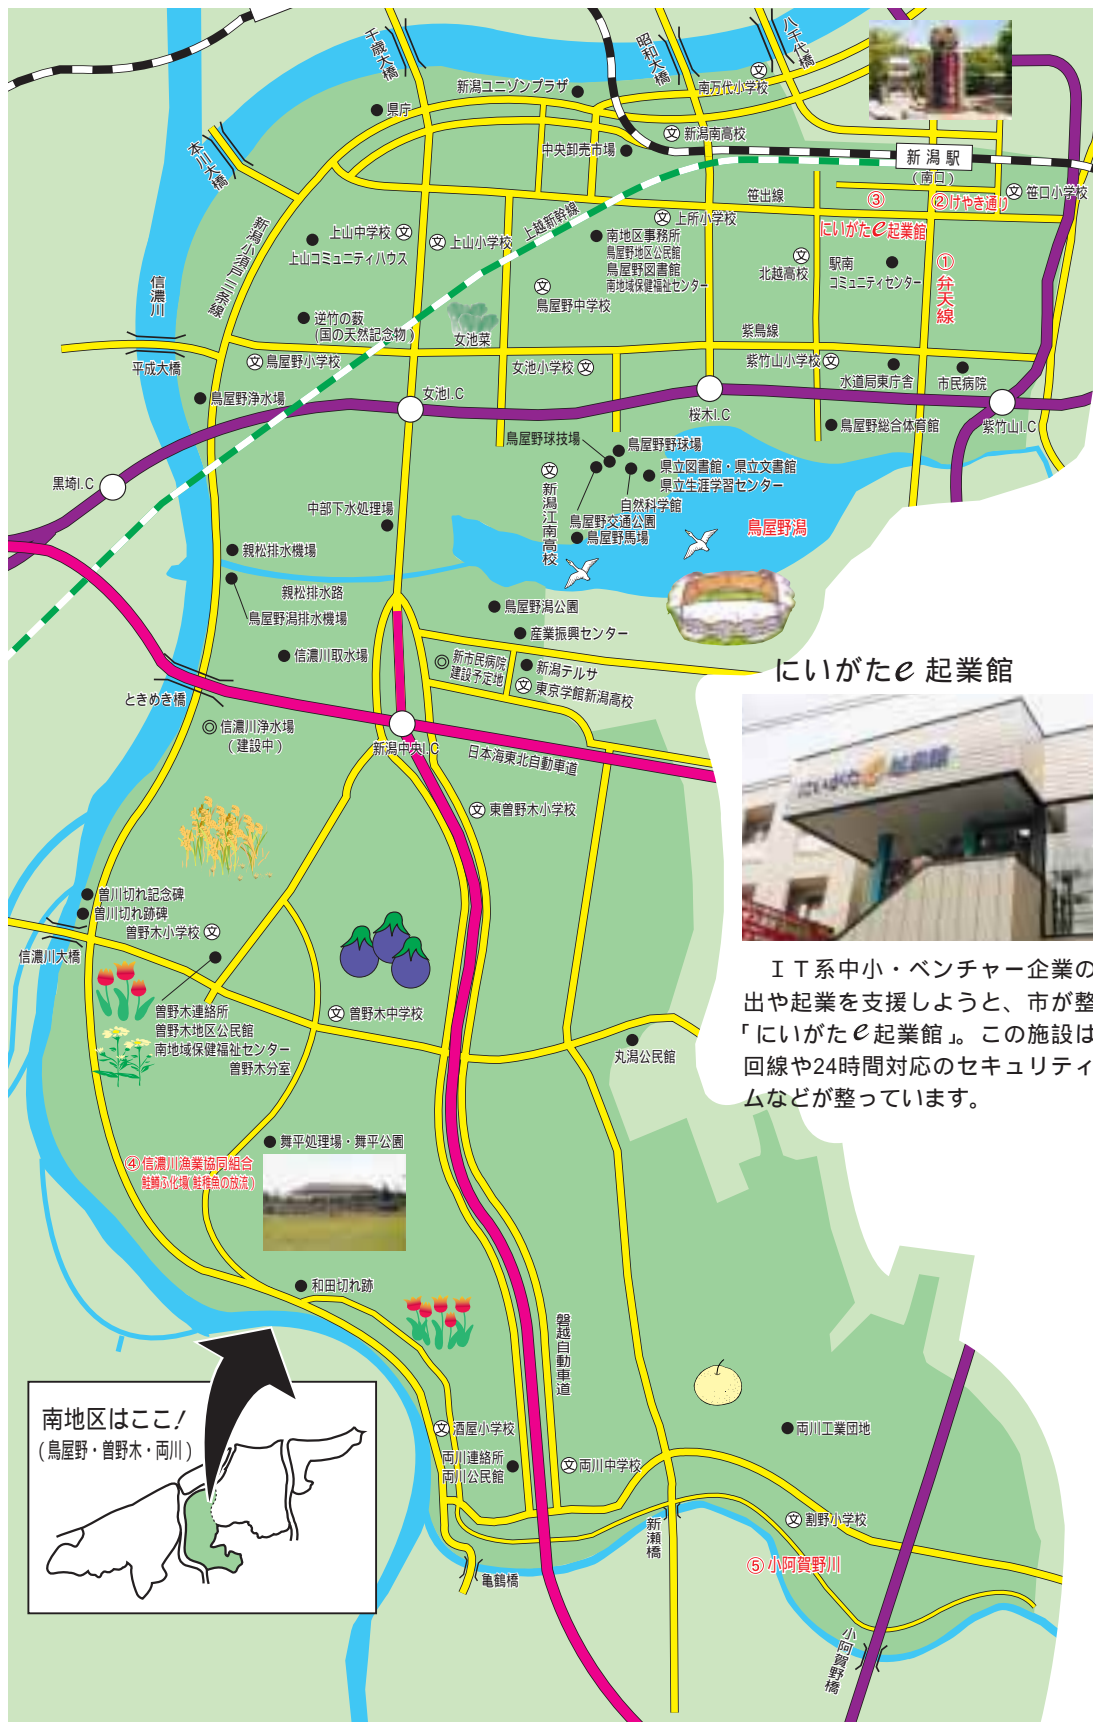 千歳大橋
昭和大橋
八千代橋
新潟ユニゾンプラザ
南万代小学校
県庁
新潟南高校
中央卸売市場
本川大橋
新潟駅
(南口)
笹口小学校
笹出線
③
②けやき通り
上越新幹線
上所小学校
にいがたe起業館
新潟小須戸三条線
上山中学校
上山小学校
上山コミュニティハウス
南地区事務所
鳥屋野地区公民館
鳥屋野図書館
南地域保健福祉センター
北越高校
駅南
コミュニティセンター
①弁天線
信濃川
鳥屋野中学校
逆竹の藪
(国の天然記念物)
女池菜
紫鳥線
平成大橋
鳥屋野小学校
女池小学校
紫竹山小学校
水道局東庁舎
市民病院
鳥屋野浄水場
女池I.C
桜木I.C
紫竹山I.C
鳥屋野総合体育館
鳥屋野球技場
鳥屋野野球場
県立図書館・県立文書館
県立生涯学習センター
自然科学館
鳥屋野交通公園
鳥屋野馬場
新潟江南高校
黒埼I.C
中部下水処理場
鳥屋野潟
親松排水機場
親松排水路
鳥屋野潟排水機場
鳥屋野潟公園
産業振興センター
信濃川取水場
新市民病院
建設予定地
新潟テルサ
東京学館新潟高校
ときめき橋
信濃川浄水場
(建設中)
新潟中央I.C
日本海東北自動車道
にいがたe起業館
にいがたe起業館
東曽野木小学校
曽川切れ記念碑
曽川切れ跡碑
曽野木小学校
信濃川大橋
曽野木連絡所
曽野木地区公民館
南地域保健福祉センター
曽野木分室
曽野木中学校
丸潟公民館
ＩＴ系中小・ベンチャー企業の
出や起業を支援しようと、市が整
「にいがたe起業館」。この施設は
回線や24時間対応のセキュリティ
ムなどが整っています。
舞平処理場・舞平公園
④信濃川漁業協同組合
鮭鱒ふ化場(鮭稚魚の放流)
和田切れ跡
磐越自動車道
南地区はここ!
(鳥屋野・曽野木・両川)
酒屋小学校
両川連絡所
両川公民館
両川中学校
両川工業団地
新瀬橋
割野小学校
⑤小阿賀野川
亀鶴橋
小阿賀野橋